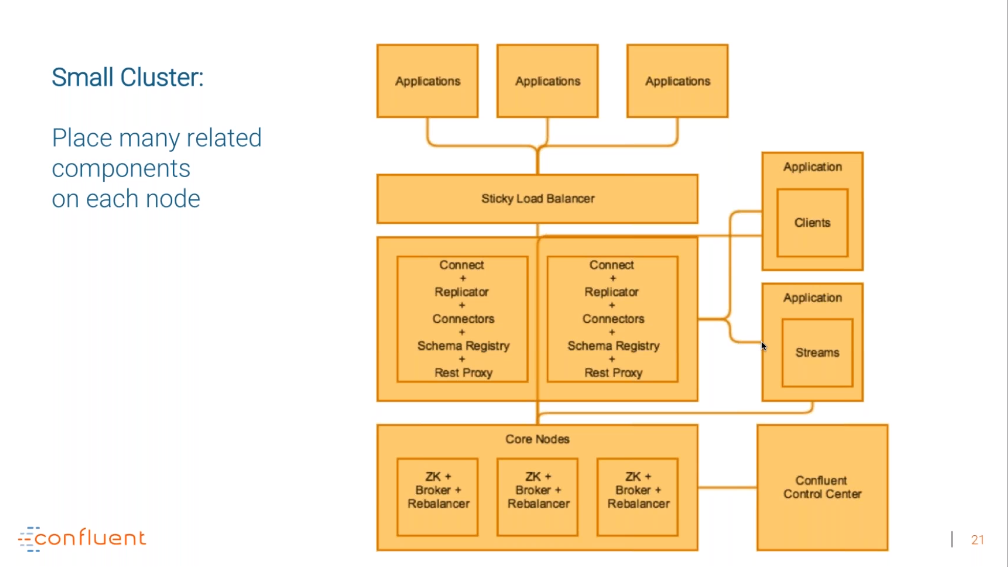 Small Cluster:
Place many related
components
on each node
Applications
Applications
Applications
Sticky Load Balancer
Application
Clients
Connect
+
Replicator
+
Connectors
+
Schema Registry
+
Rest Proxy
Connect
+
Replicator
+
Connectors
+
Schema Registry
+
Rest Proxy
Application
Streams
Core Nodes
ZK +
Broker +
Rebalancer
ZK +
Broker +
Rebalancer
ZK +
Broker +
Rebalancer
Confluent
Control Center
confluent
21